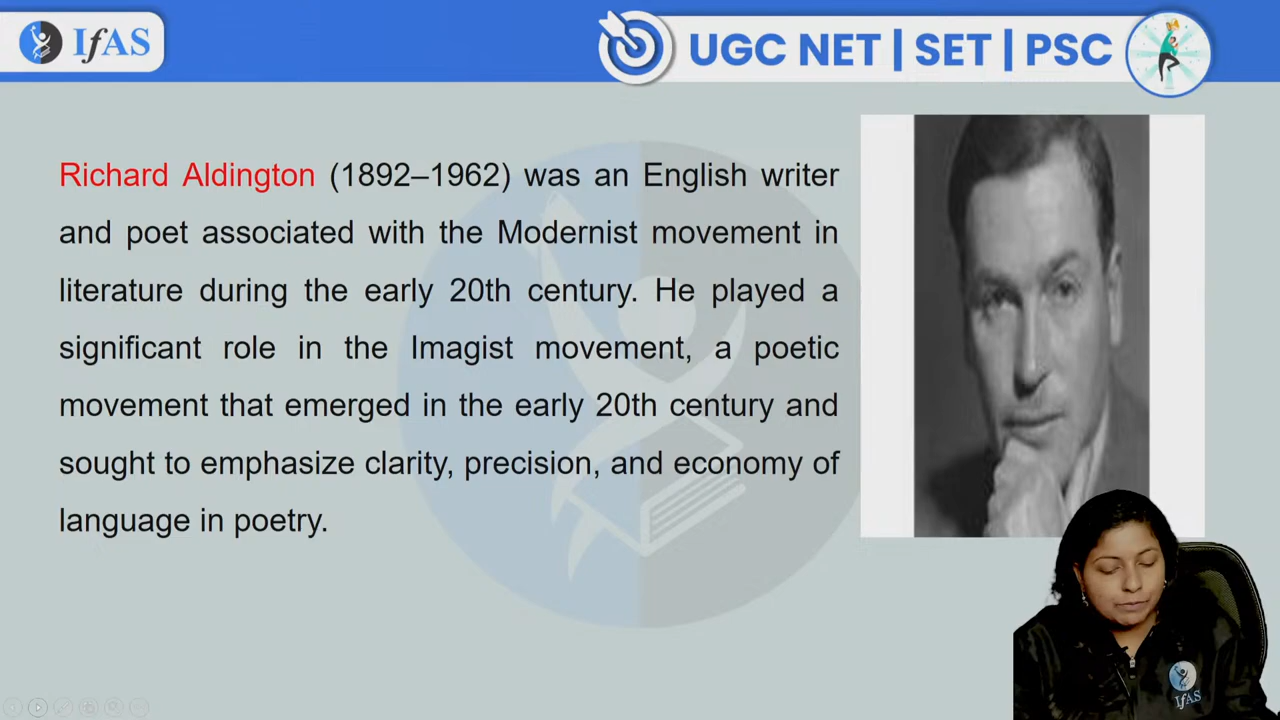 IfAS
UGC NET | SET | PSC
Richard Aldington (1892–1962) was an English writer
and poet associated with the Modernist movement in
literature during the early 20th century. He played a
significant role in the Imagist movement, a poetic
movement that emerged in the early 20th century and
sought to emphasize clarity, precision, and economy of
language in poetry.
IfAS